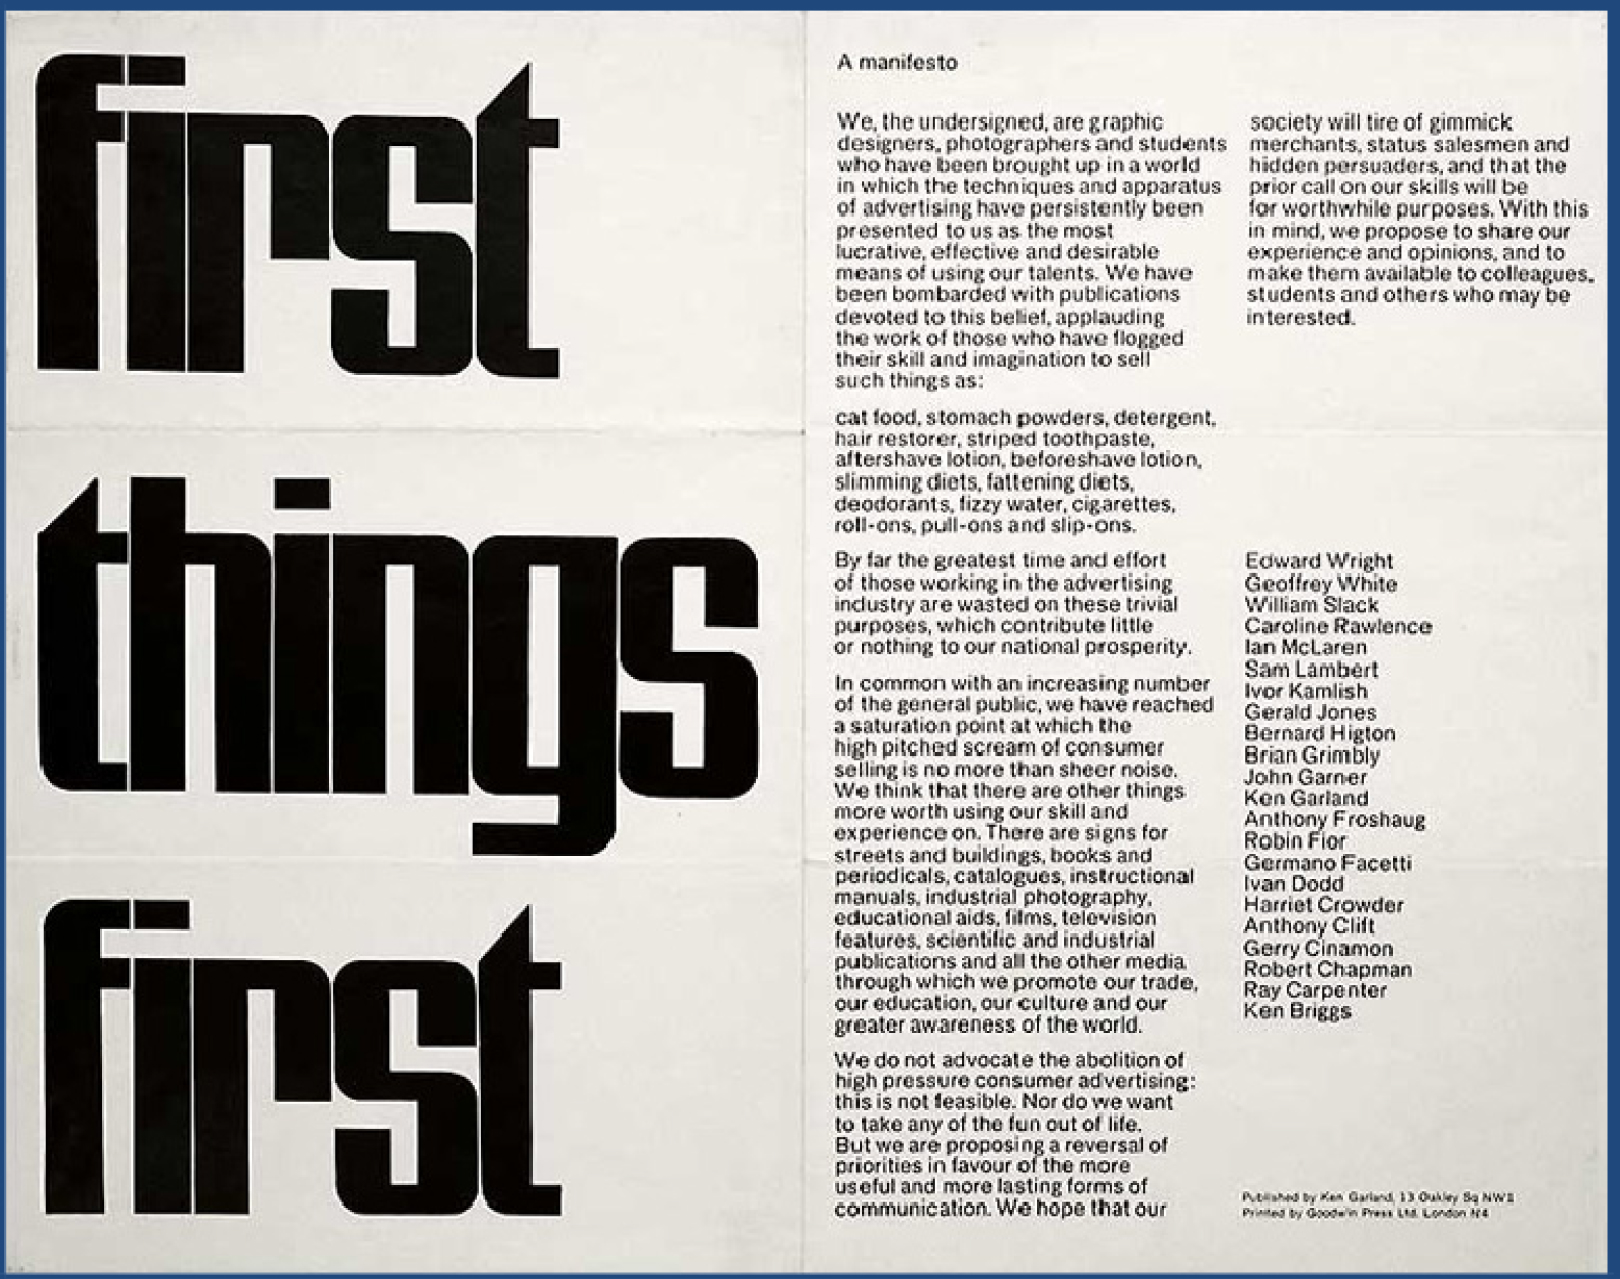 first
things
first
A manifesto
We, the undersigned, are graphic
designers, photographers and students
who have been brought up in a world
in which the techniques and apparatus
of advertising have persistently been
presented to us as the most
lucrative, effective and desirable
means of using our talents. We have
been bombarded with publications
devoted to this belief, applauding
the work of those who have flogged
their skill and imagination to sell
such things as:
cat food, stomach powders, detergent,
hair restorer, striped toothpaste,
aftershave lotion, beforeshave lotion,
slimming diets, fattening diets,
deodorants, fizzy water, cigarettes,
roll-ons, pull-ons and slip-ons.
By far the greatest time and effort
of those working in the advertising
industry are wasted on these trivial
purposes, which contribute little
or nothing to our national prosperity.
In common with an increasing number
of the general public, we have reached
a saturation point at which the
high pitched scream of consumer
selling is no more than sheer noise.
We think that there are other things
more worth using our skill and
experience on. There are signs for
streets and buildings, books and
periodicals, catalogues, instructional
manuals, industrial photography,
educational aids, films, television
features, scientific and industrial
publications and all the other media
through which we promote our trade,
our education, our culture and our
greater awareness of the world.
We do not advocate the abolition of
high pressure consumer advertising:
this is not feasible. Nor do we want
to take any of the fun out of life.
But we are proposing a reversal of
priorities in favour of the more
useful and more lasting forms of
communication. We hope that our
society will tire of gimmick
merchants, status salesmen and
hidden persuaders, and that the
prior call on our skills will be
for worthwhile purposes. With this
in mind, we propose to share our
experience and opinions, and to
make them available to colleagues,
students and others who may be
interested.
Edward Wright
Geoffrey White
William Slack
Caroline Rawlence
Ian McLaren
Sam Lambert
Ivor Kamlish
Gerald Jones
Bernard Higton
Brian Grimbly
John Garner
Ken Garland
Anthony Froshaug
Robin Fior
Germano Facetti
Ivan Dodd
Harriet Crowder
Anthony Clift
Gerry Cinamon
Robert Chapman
Ray Carpenter
Ken Briggs
Published by Ken Garland, 13 Oakley Sq NW1
Printed by Goodwin Press Ltd. London N4